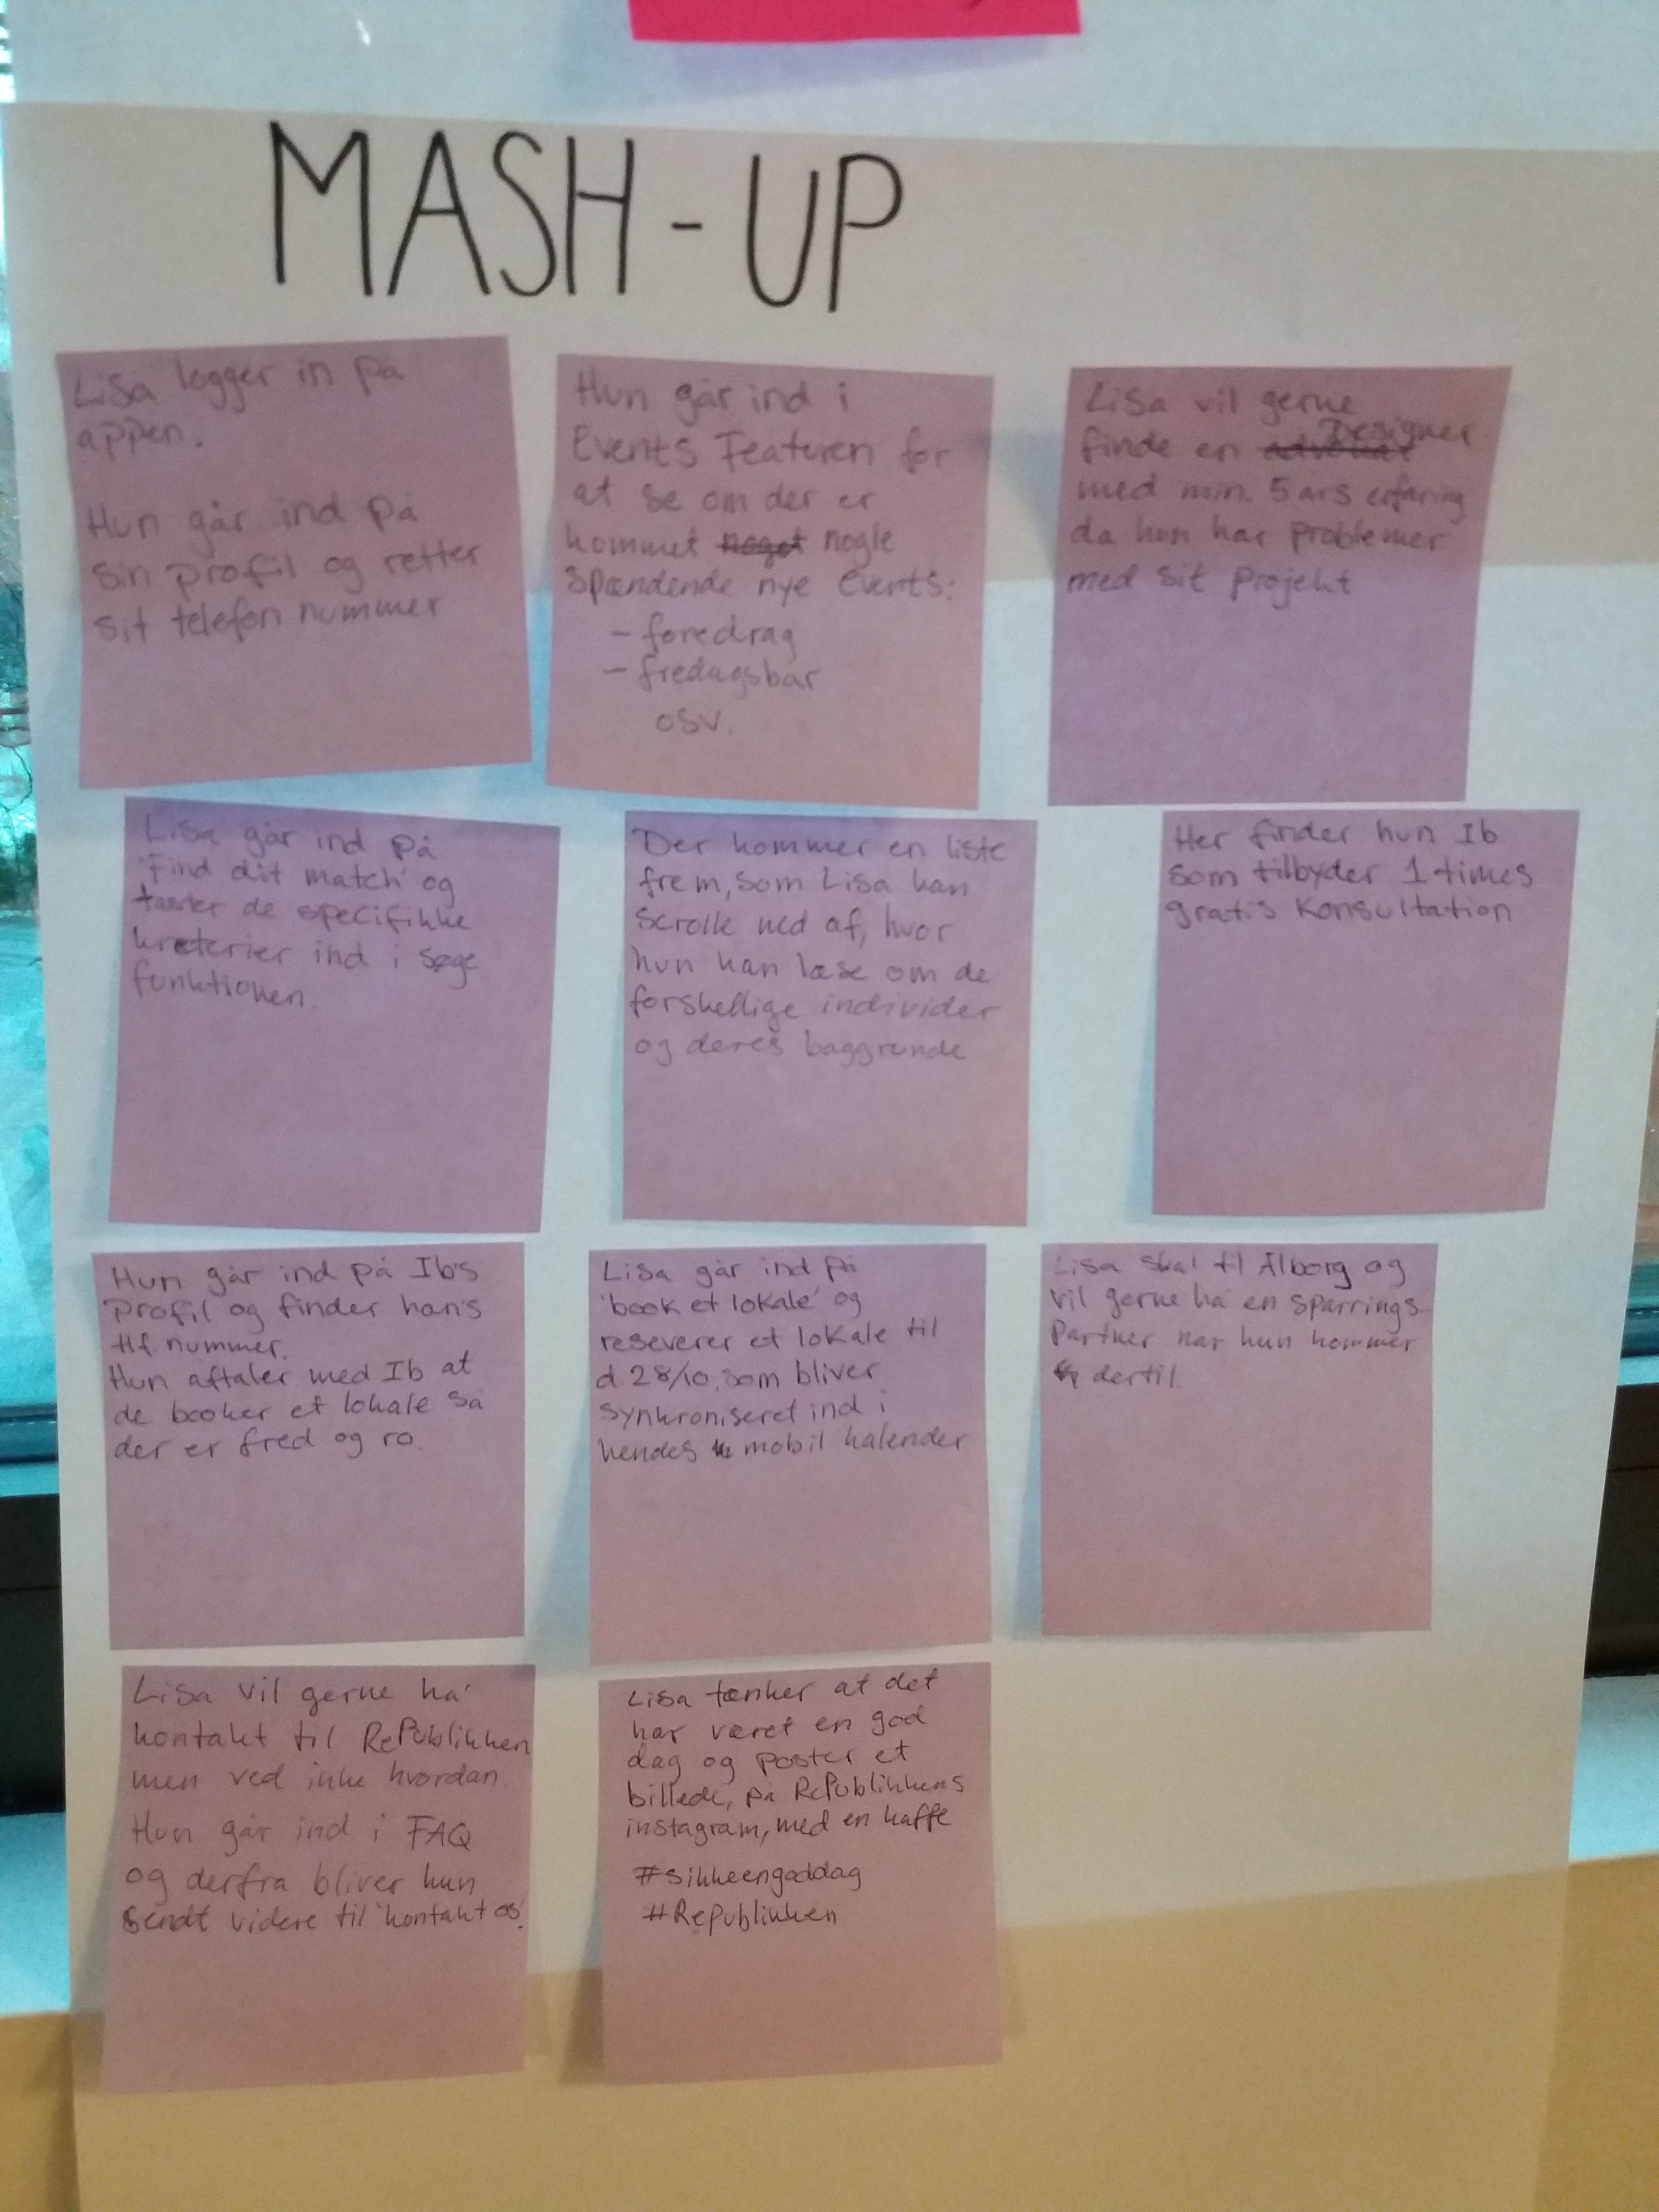 MASH-UP
Lisa logger in på
appen.
Hun går ind på
sin profil og retter
sit telefon nummer
Hun går ind i
Events Featuren for
at se om der er
kommet noget nogle
spændende nye events:
- foredrag
- fredagsbar
osv.
Lisa vil gerne
finde en advokat Designer
med min. 5 års erfaring
da hun har problemer
med sit projekt
Lisa går ind på
'Find dit match' og
taster de specifikke
kreterier ind i søge
funktionen.
Der kommer en liste
frem, som Lisa kan
scrolle ned af, hvor
hun kan læse om de
forskellige individer
og deres baggrunde
Her finder hun Ib
som tilbyder 1 times
gratis konsultation
Hun går ind på Ib's
profil og finder han's
tlf. nummer.
Hun aftaler med Ib at
de booker et lokale så
der er fred og ro.
Lisa går ind på
'book et lokale' og
reseverer et lokale til
d 28/10, som bliver
synkroniseret ind i
hendes mobil kalender
Lisa skal til Ålborg og
vil gerne ha en sparrings-
partner når hun kommer
dertil.
Lisa vil gerne ha'
kontakt til RePublikken
men ved ikke hvordan.
Hun går ind i FAQ
og derfra bliver hun
sendt videre til 'kontakt os'.
Lisa tænker at det
har været en god
dag og poster et
billede, på RePublikkens
instagram, med en kaffe
#sikkeengoddag
#Republikken